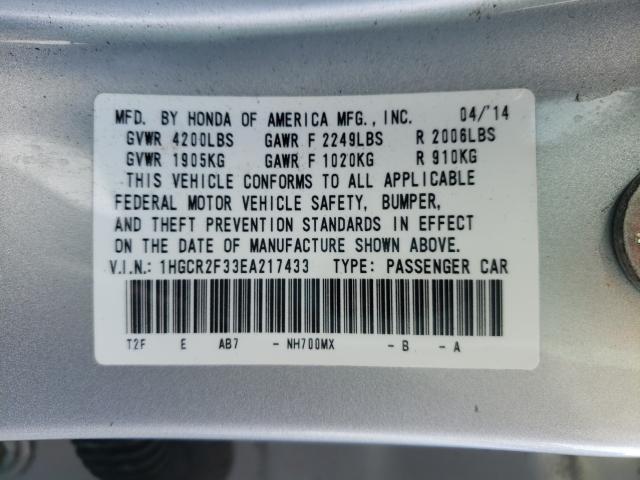 MFD. BY HONDA OF AMERICA MFG., INC. 04/'14
GVWR 4200LBS GAWR F 2249LBS R 2006LBS
GVWR 1905KG GAWR F 1020KG R 910KG
THIS VEHICLE CONFORMS TO ALL APPLICABLE
FEDERAL MOTOR VEHICLE SAFETY, BUMPER,
AND THEFT PREVENTION STANDARDS IN EFFECT
ON THE DATE OF MANUFACTURE SHOWN ABOVE.
V.I.N.: 1HGCR2F33EA217433 TYPE: PASSENGER CAR
T2F E AB7 - NH700MX - B - A